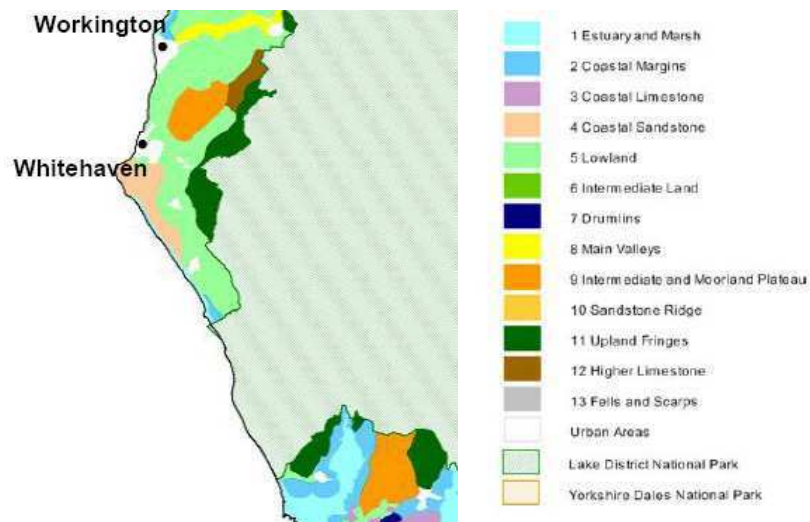 Workington
Whitehaven
1 Estuary and Marsh
2 Coastal Margins
3 Coastal Limestone
4 Coastal Sandstone
5 Lowland
6 Intermediate Land
7 Drumlins
8 Main Valleys
9 Intermediate and Moorland Plateau
10 Sandstone Ridge
11 Upland Fringes
12 Higher Limestone
13 Fells and Scarps
Urban Areas
Lake District National Park
Yorkshire Dales National Park